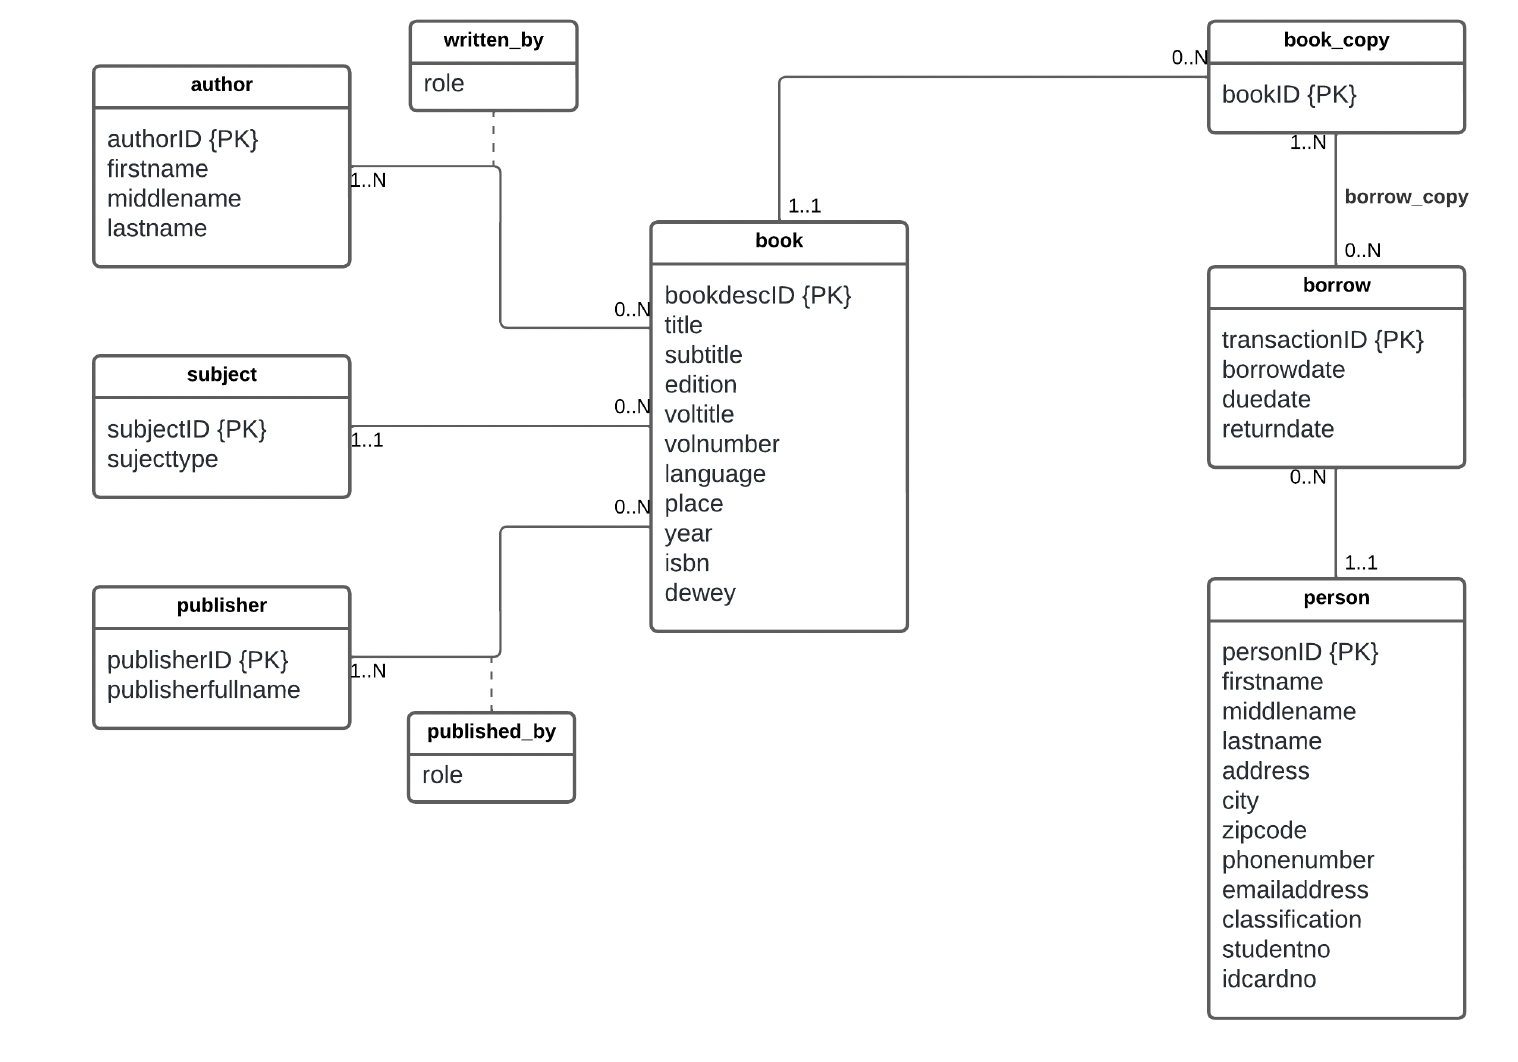 written_by
role
author
authorID {PK}
firstname
middlename
lastname
1..N
0..N
subject
subjectID {PK}
sujecttype
1..1
0..N
publisher
publisherID {PK}
publisherfullname
1..N
0..N
published_by
role
book
bookdescID {PK}
title
subtitle
edition
voltitle
volnumber
language
place
year
isbn
dewey
1..1
0..N
book_copy
bookID {PK}
1..N
borrow_copy
0..N
borrow
transactionID {PK}
borrowdate
duedate
returndate
0..N
1..1
person
personID {PK}
firstname
middlename
lastname
address
city
zipcode
phonenumber
emailaddress
classification
studentno
idcardno